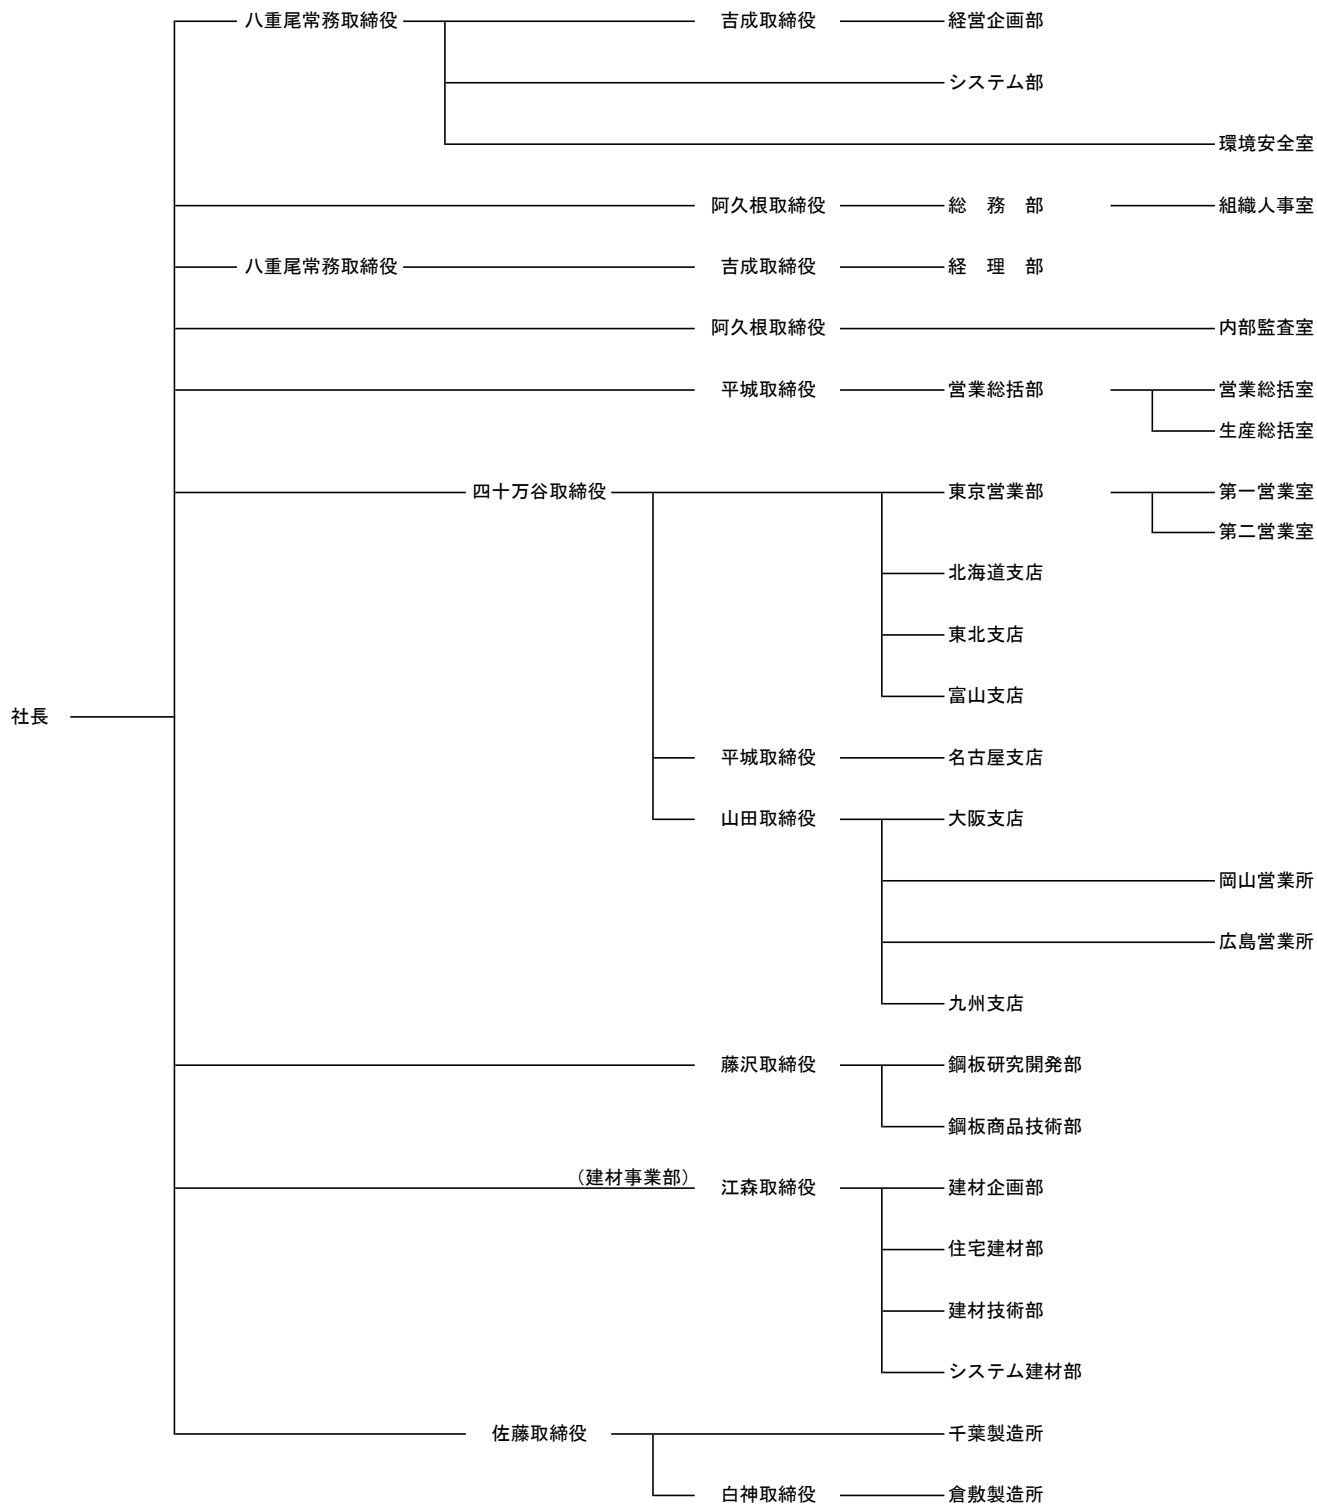 八重尾常務取締役 吉成取締役 経営企画部
システム部
環境安全室
阿久根取締役 総　務　部 組織人事室
八重尾常務取締役 吉成取締役 経　理　部
阿久根取締役 内部監査室
平城取締役 営業総括部 営業総括室
生産総括室
四十万谷取締役 東京営業部 第一営業室
第二営業室
北海道支店
東北支店
富山支店
社長
平城取締役 名古屋支店
山田取締役 大阪支店
岡山営業所
広島営業所
九州支店
藤沢取締役 鋼板研究開発部
鋼板商品技術部
（建材事業部）
江森取締役 建材企画部
住宅建材部
建材技術部
システム建材部
佐藤取締役 千葉製造所
白神取締役 倉敷製造所